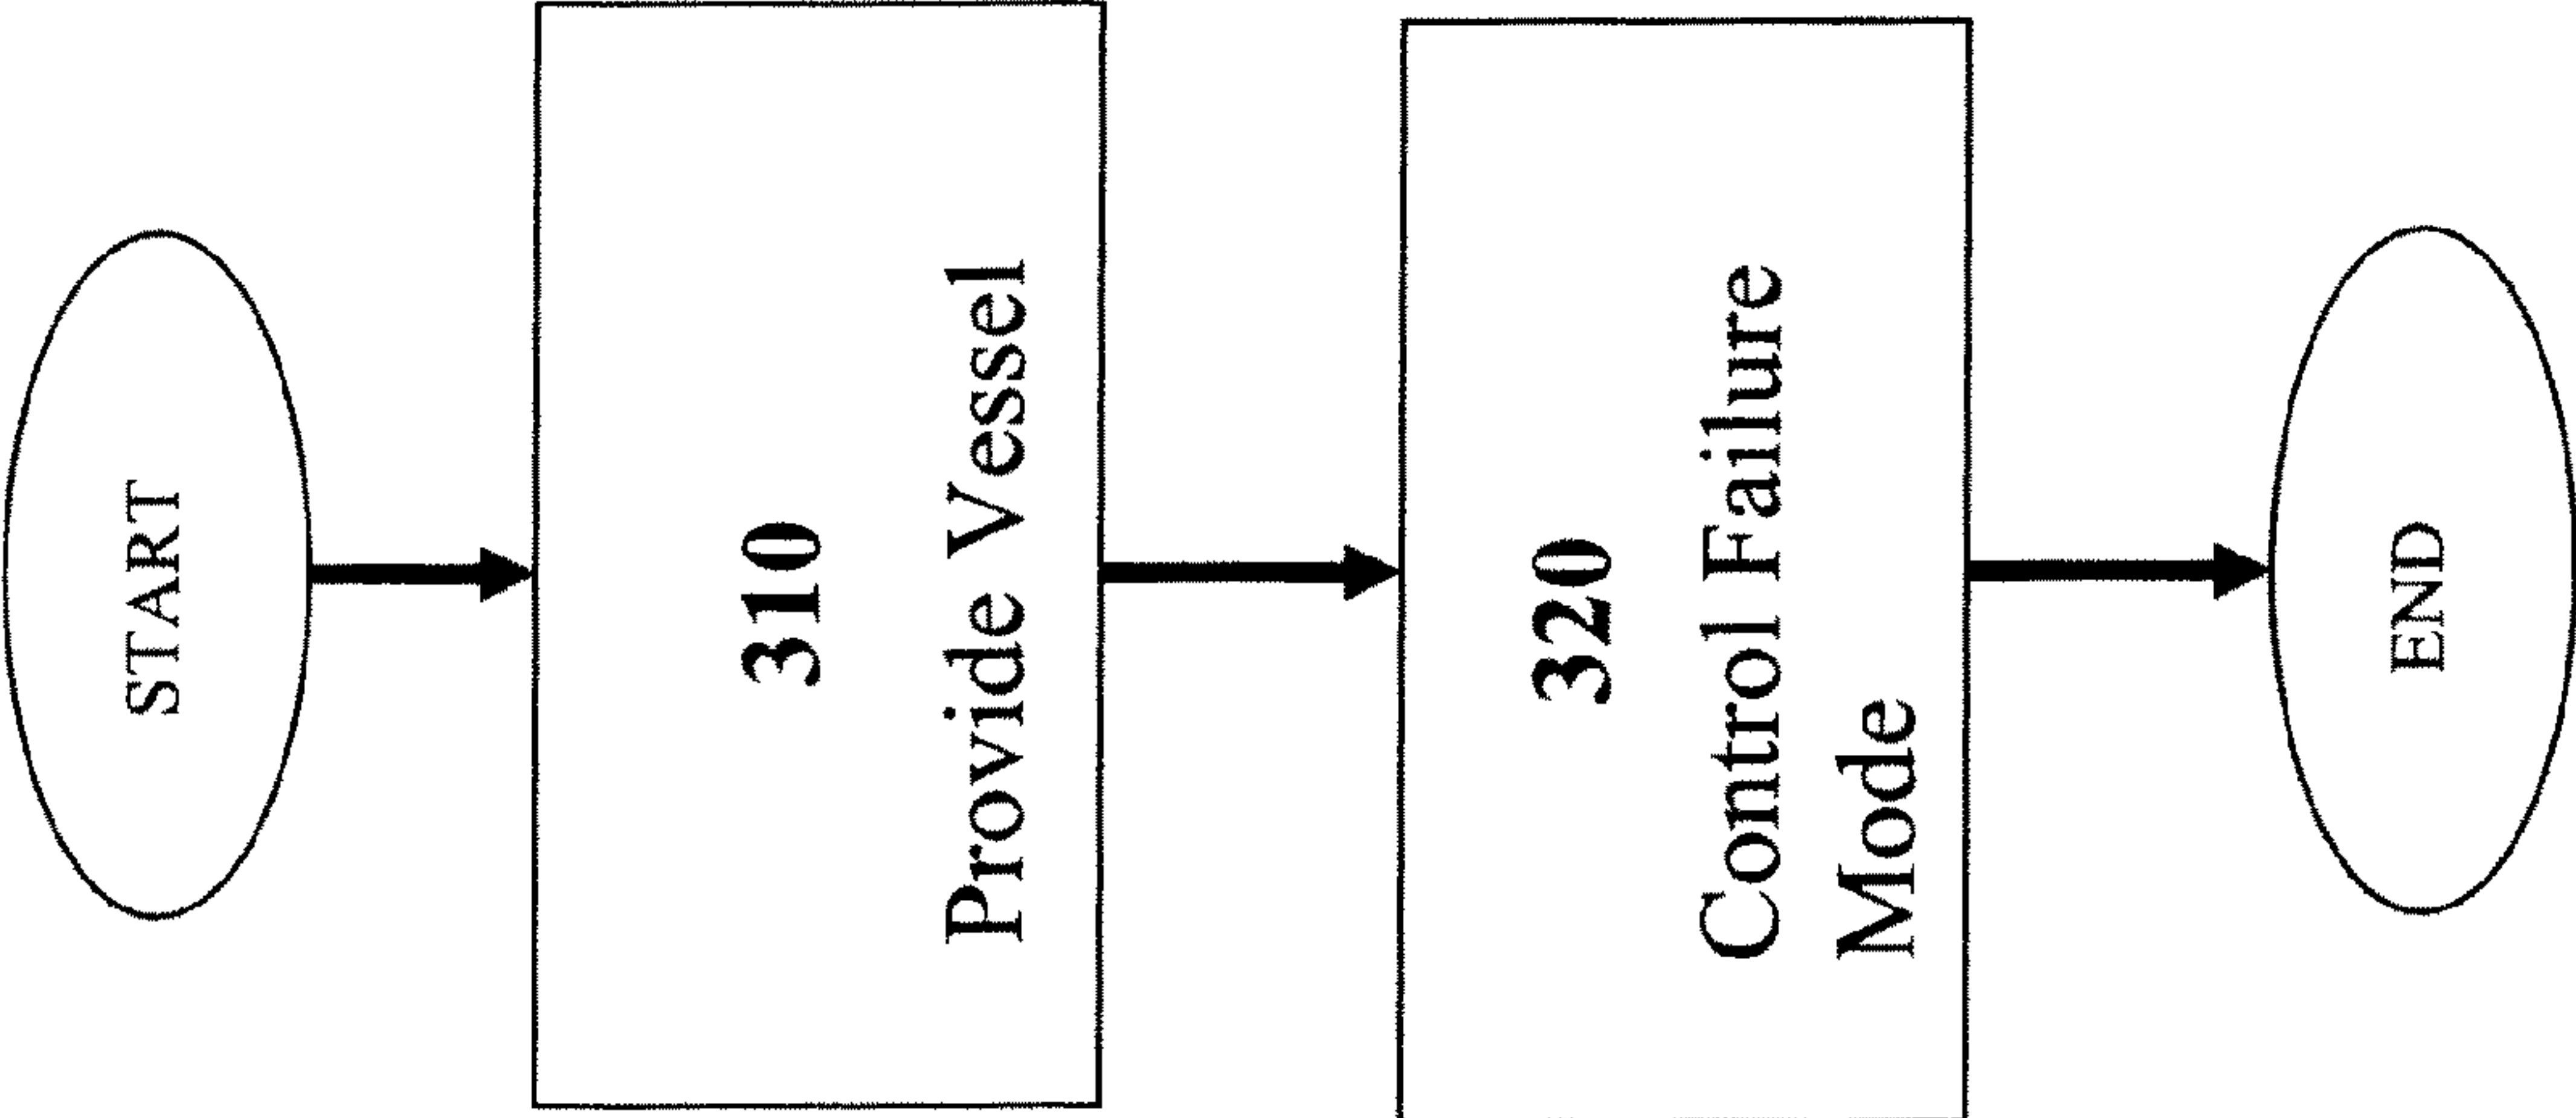 START
310
Provide Vessel
320
Control Failure
Mode
END